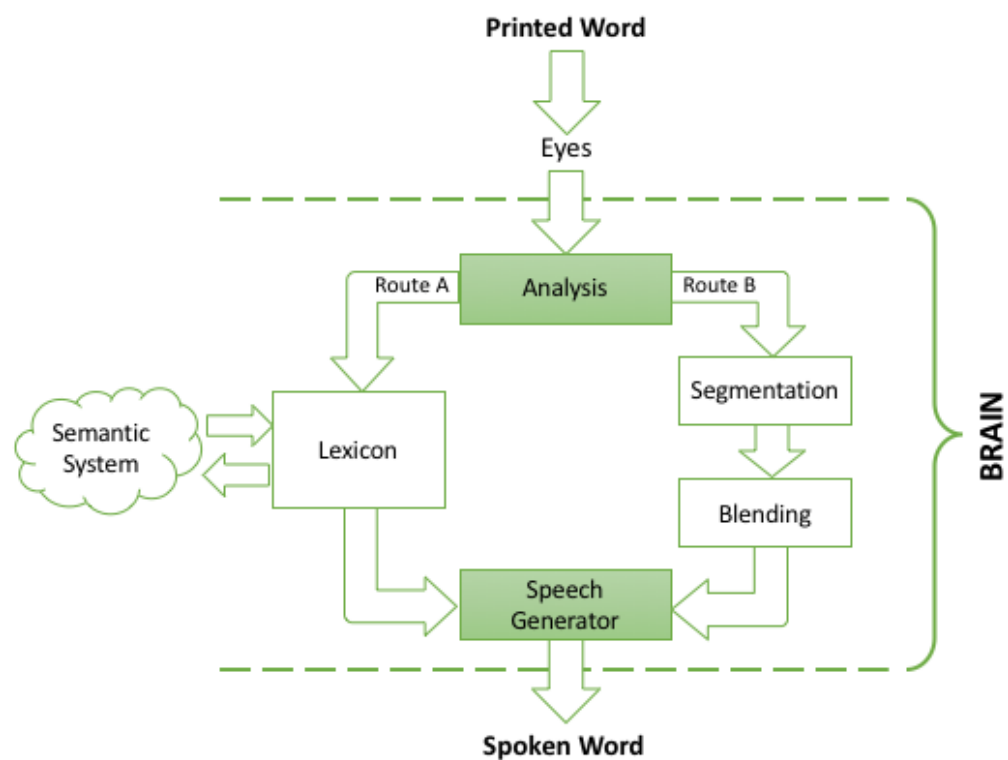 Printed Word
Eyes
Analysis
Route A
Route B
Segmentation
Semantic
System
Lexicon
Blending
BRAIN
Speech
Generator
Spoken Word